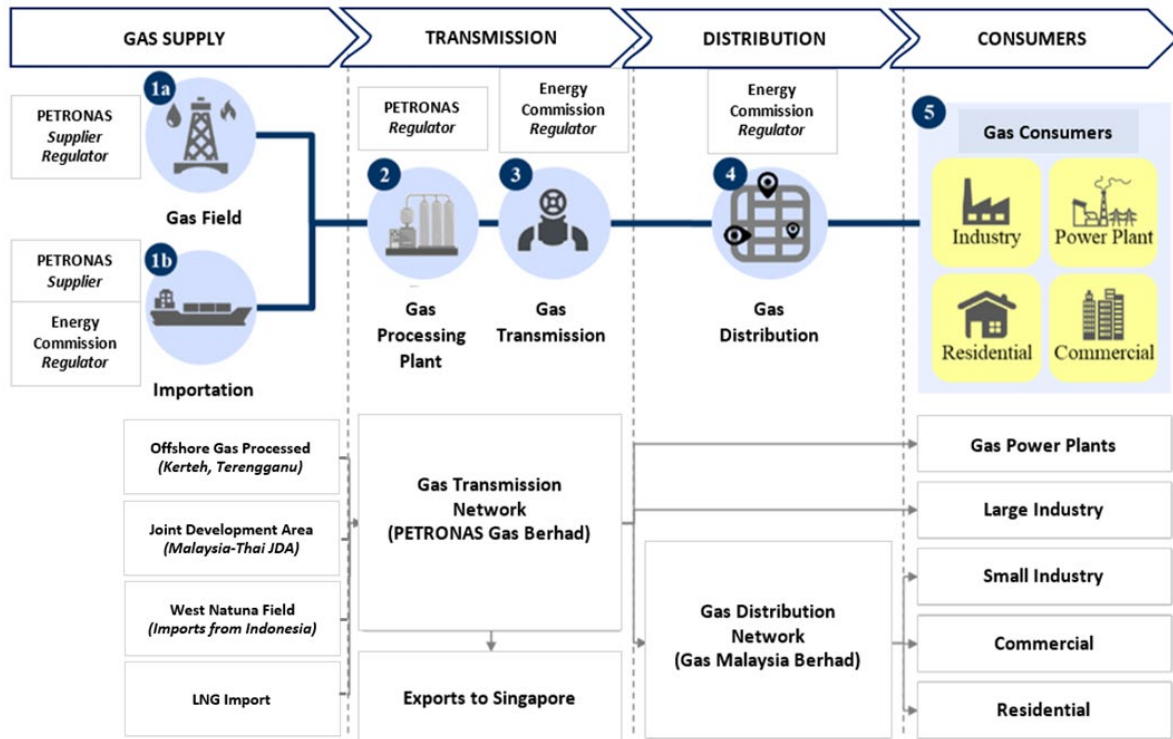 GAS SUPPLY
TRANSMISSION
DISTRIBUTION
CONSUMERS
PETRONAS
Supplier
Regulator
1a
Gas Field
PETRONAS
Supplier
Energy
Commission
Regulator
1b
Importation
PETRONAS
Regulator
2
Gas
Processing
Plant
Energy
Commission
Regulator
3
Gas
Transmission
Energy
Commission
Regulator
4
Gas
Distribution
5
Gas Consumers
Industry
Power Plant
Residential
Commercial
Offshore Gas Processed
(Kerteh, Terengganu)
Joint Development Area
(Malaysia-Thai JDA)
West Natuna Field
(Imports from Indonesia)
LNG Import
Gas Transmission
Network
(PETRONAS Gas Berhad)
Exports to Singapore
Gas Distribution
Network
(Gas Malaysia Berhad)
Gas Power Plants
Large Industry
Small Industry
Commercial
Residential